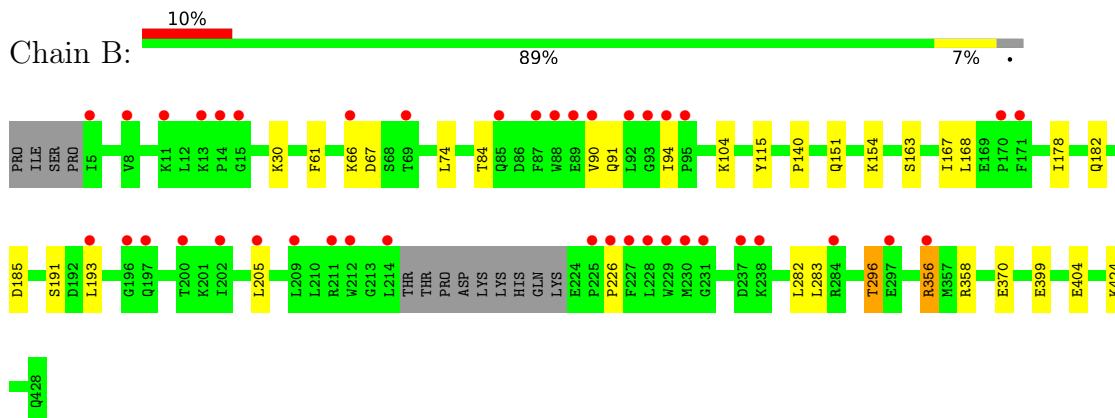 10%
Chain B:
89% 7% •
PRO ILE SER PRO I5 V8 K11 L12 K13 P14 G15 K30 F61 K66 D67 S68 T69 L74 T84 Q85 D86 F87 W88 E89 V90 Q91 L92 G93 I94 P95 K104 Y115 P140 Q151 K154 S163 I167 L168 E169 P170 F171 I178 Q182
D185 S191 D192 L193 G196 Q197 T200 K201 I202 L205 L209 L210 R211 W212 G213 L214 THR THR PRO ASP LYS LYS HIS GLN LYS E224 P225 P226 F227 L228 W229 M230 G231 D237 K238 L282 L283 R284 T296 E297 R356 M357 R358 E370 E399 E404 K424
Q428